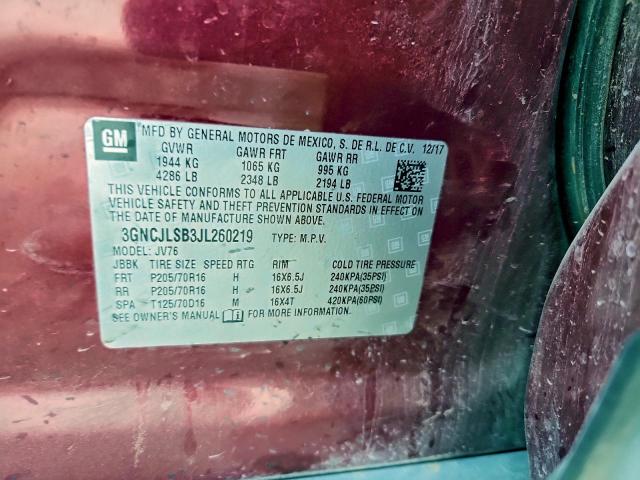 GM
MFD BY GENERAL MOTORS DE MEXICO, S. DE R.L. DE C.V. 12/17
GVWR GAWR FRT GAWR RR
1944 KG 1065 KG 995 KG
4286 LB 2348 LB 2194 LB
THIS VEHICLE CONFORMS TO ALL APPLICABLE U.S. FEDERAL MOTOR
VEHICLE SAFETY AND THEFT PREVENTION STANDARDS IN EFFECT ON
THE DATE OF MANUFACTURE SHOWN ABOVE.
3GNCJLSB3JL260219 TYPE: M.P.V.
MODEL: JV76
JBBK TIRE SIZE SPEED RTG RIM COLD TIRE PRESSURE
FRT P205/70R16 H 16X6.5J 240KPA(35PSI)
RR P205/70R16 H 16X6.5J 240KPA(35PSI)
SPA T125/70D16 M 16X4T 420KPA(60PSI)
SEE OWNER'S MANUAL FOR MORE INFORMATION.